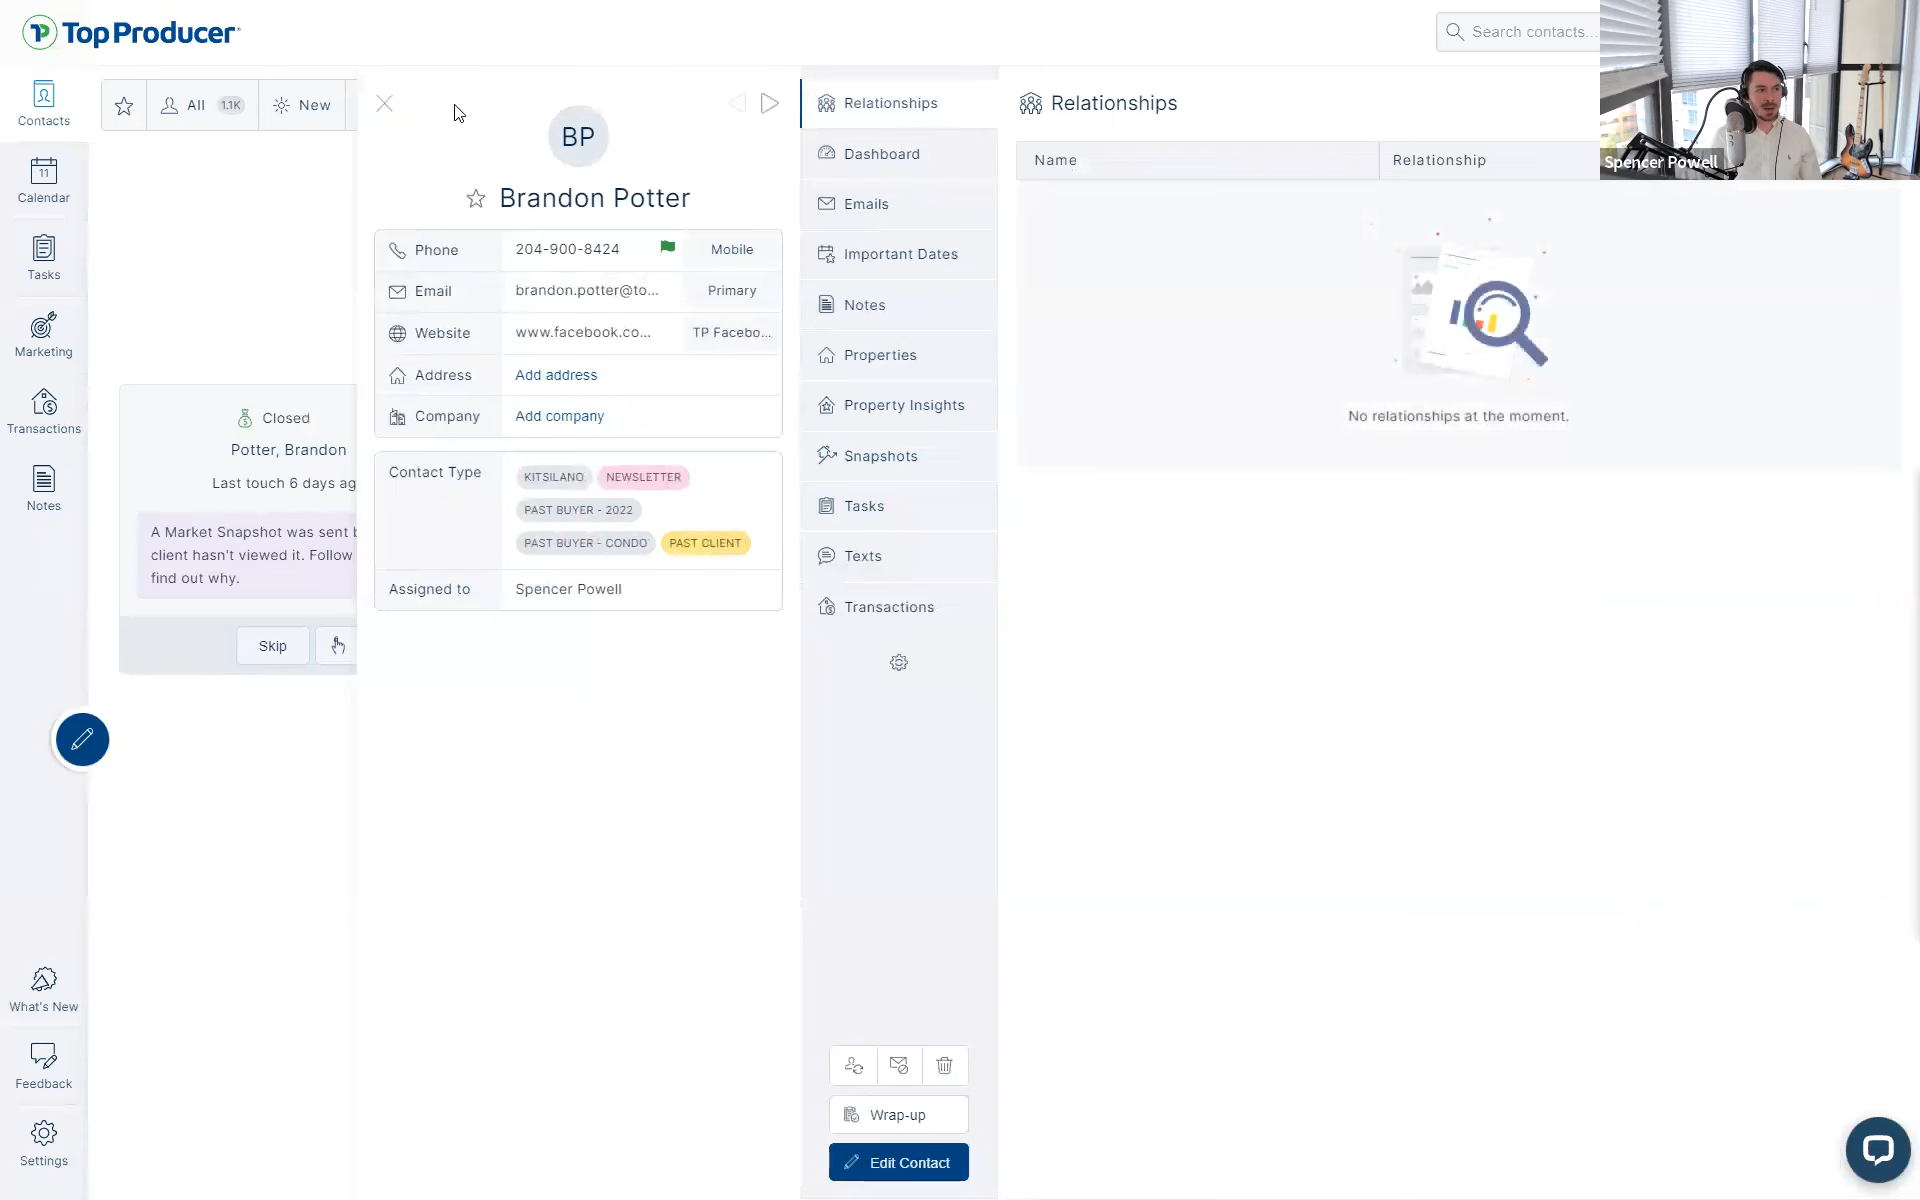 Top Producer
Search contacts...
Spencer Powell
Contacts
11
Calendar
Tasks
Marketing
Transactions
Notes
What's New
Feedback
Settings
All 1.1K
New
Closed
Potter, Brandon
Last touch 6 days ag
A Market Snapshot was sent b
client hasn't viewed it. Follow
find out why.
Skip
BP
Brandon Potter
Phone 204-900-8424 Mobile
Email brandon.potter@to... Primary
Website www.facebook.co... TP Facebo...
Address Add address
Company Add company
Contact Type KITSILANO NEWSLETTER
PAST BUYER - 2022
PAST BUYER - CONDO PAST CLIENT
Assigned to Spencer Powell
Relationships
Dashboard
Emails
Important Dates
Notes
Properties
Property Insights
Snapshots
Tasks
Texts
Transactions
Wrap-up
Edit Contact
Relationships
Name Relationship
No relationships at the moment.